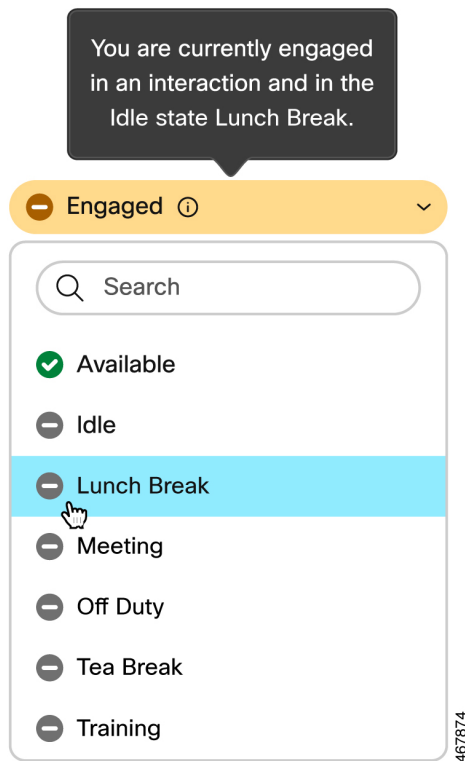 You are currently engaged
in an interaction and in the
Idle state Lunch Break.
Engaged
Search
Available
Idle
Lunch Break
Meeting
Off Duty
Tea Break
Training
467874